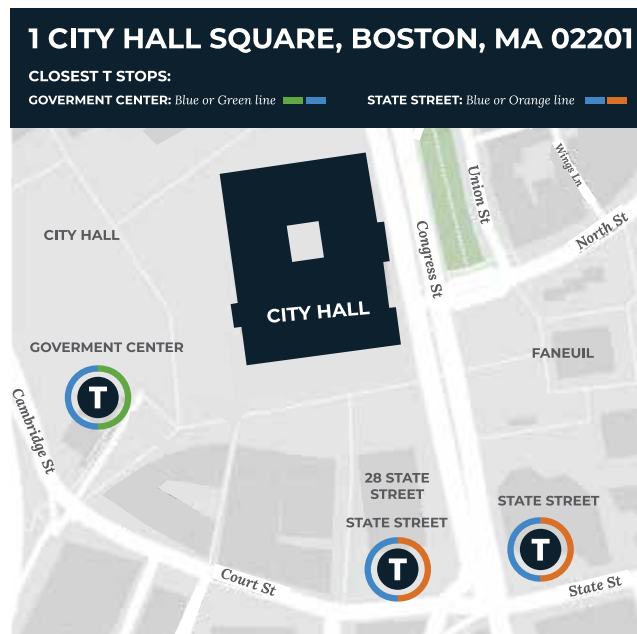 1 CITY HALL SQUARE, BOSTON, MA 02201
CLOSEST T STOPS:
GOVERMENT CENTER: Blue or Green line
STATE STREET: Blue or Orange line
Wings Ln
Union St
North St
CITY HALL
Congress St
CITY HALL
GOVERMENT CENTER
T
FANEUIL
Cambridge St
28 STATE
STREET
STATE STREET
T
STATE STREET
T
Court St
State St